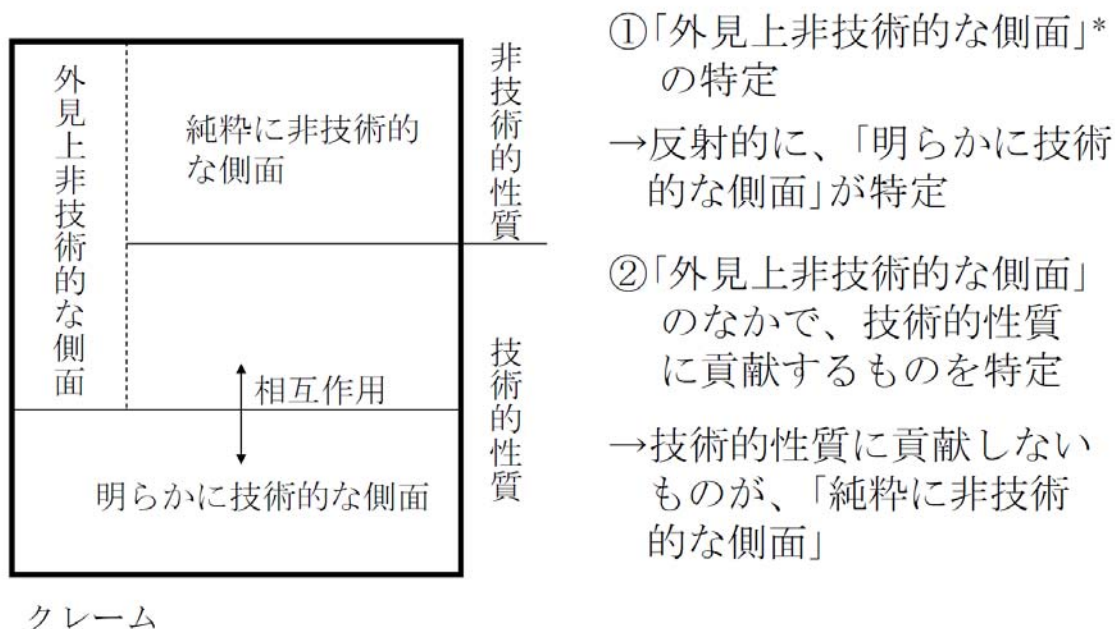 外見上非技術的な側面
純粋に非技術的
な側面
非技術的性質
相互作用
技術的性質
明らかに技術的な側面
クレーム
①「外見上非技術的な側面」*
の特定
→反射的に、「明らかに技術
的な側面」が特定
②「外見上非技術的な側面」
のなかで、技術的性質
に貢献するものを特定
→技術的性質に貢献しない
ものが、「純粋に非技術
的な側面」